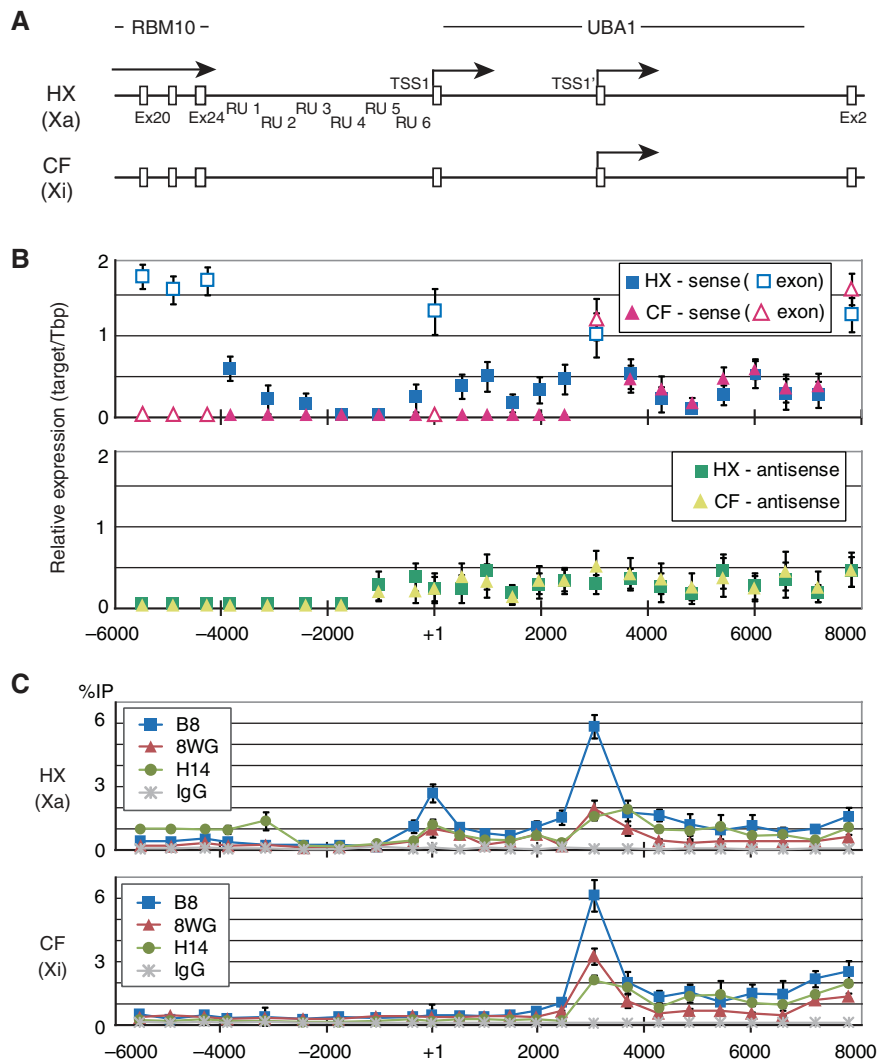 A
RBM10
UBA1
HX
(Xa)
TSS1
TSS1'
Ex20
Ex24
RU 1
RU 2
RU 3
RU 4
RU 5
RU 6
Ex2
CF
(Xi)
B
Relative expression (target/Tbp)
2
1
0
HX - sense ( exon)
CF - sense ( exon)
2
1
0
HX - antisense
CF - antisense
–6000 –4000 –2000 +1 2000 4000 6000 8000
C
%IP
HX
(Xa)
6
3
0
B8
8WG
H14
IgG
CF
(Xi)
6
3
0
B8
8WG
H14
IgG
–6000 –4000 –2000 +1 2000 4000 6000 8000